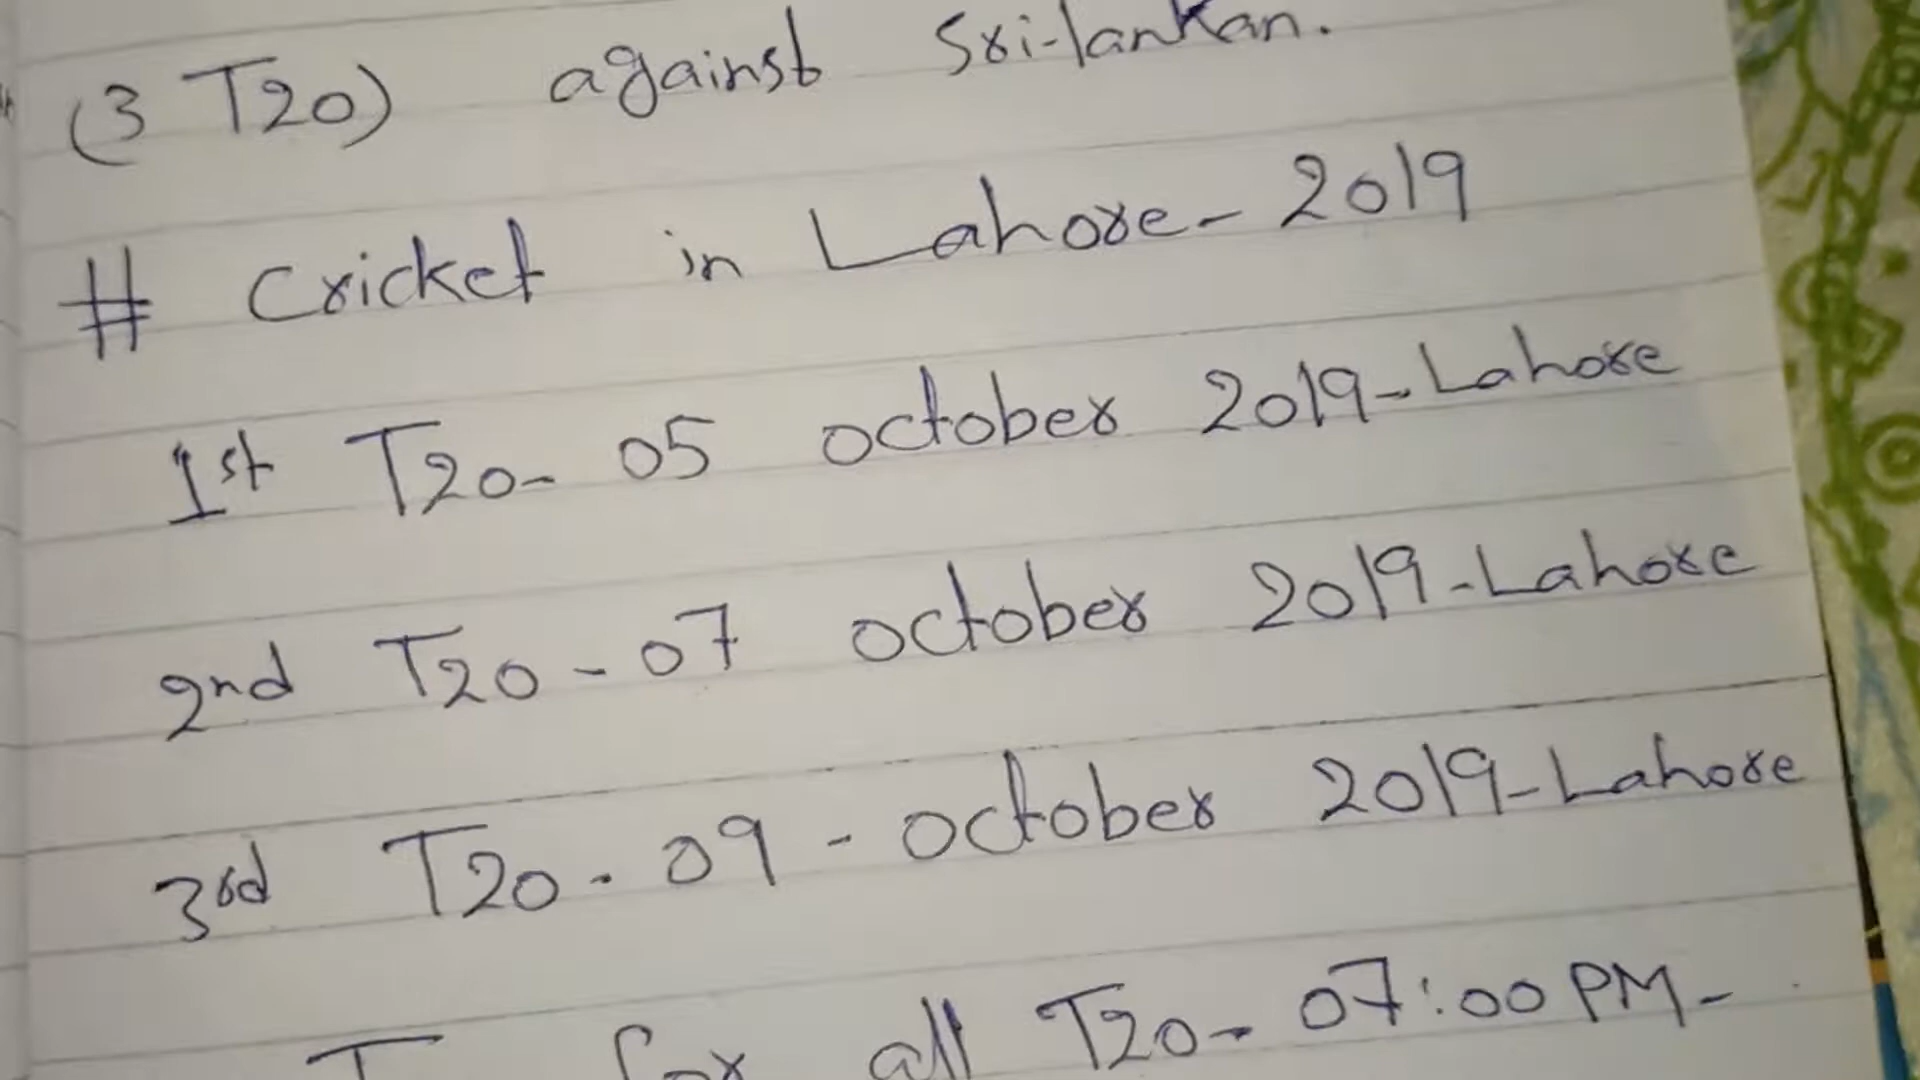 (3 T20) against Sri-lankan.
# Cricket in Lahore - 2019
1st T20 - 05 october 2019 - Lahore
2nd T20 - 07 october 2019 - Lahore
3rd T20 - 09 - october 2019 - Lahore
for all T20 - 07:00 PM -